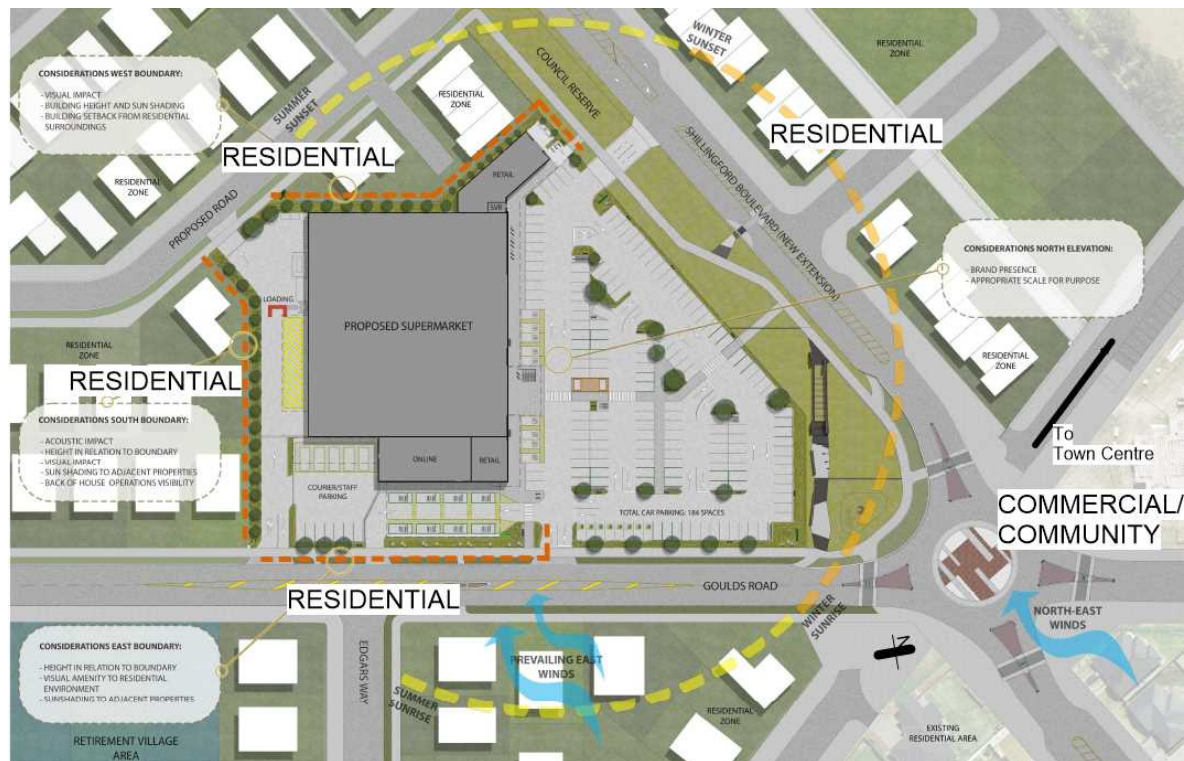 CONSIDERATIONS WEST BOUNDARY:
- VISUAL IMPACT
- BUILDING HEIGHT AND SUN SHADING
- BUILDING SETBACK FROM RESIDENTIAL
SURROUNDINGS
SUMMER
SUNSET
RESIDENTIAL
ZONE
COUNCIL RESERVE
WINTER
SUNSET
RESIDENTIAL
ZONE
RESIDENTIAL
RESIDENTIAL
RESIDENTIAL
ZONE
PROPOSED ROAD
RETAIL
SVR
SHILLINGFORD BOULEVARD (NEW EXTENSION)
CONSIDERATIONS NORTH ELEVATION:
- BRAND PRESENCE
- APPROPRIATE SCALE FOR PURPOSE
LOADING
PROPOSED SUPERMARKET
RESIDENTIAL
ZONE
RESIDENTIAL
RESIDENTIAL
ZONE
CONSIDERATIONS SOUTH BOUNDARY:
- ACOUSTIC IMPACT
- HEIGHT IN RELATION TO BOUNDARY
- VISUAL IMPACT
- SUN SHADING TO ADJACENT PROPERTIES
BACK OF HOUSE OPERATIONS VISIBILITY
To
Town Centre
ONLINE
RETAIL
COURIER/STAFF
PARKING
TOTAL CAR PARKING: 186 SPACES
COMMERCIAL/
COMMUNITY
GOULDS ROAD
RESIDENTIAL
WINTER
SUNRISE
NORTH-EAST
WINDS
N
CONSIDERATIONS EAST BOUNDARY:
- HEIGHT IN RELATION TO BOUNDARY
- VISUAL AMENITY TO RESIDENTIAL
ENVIRONMENT
- SUNSHADING TO ADJACENT PROPERTIES
EDGARS WAY
PREVAILING EAST
WINDS
SUMMER
SUNRISE
RESIDENTIAL
ZONE
EXISTING
RESIDENTIAL AREA
RETIREMENT VILLAGE
AREA